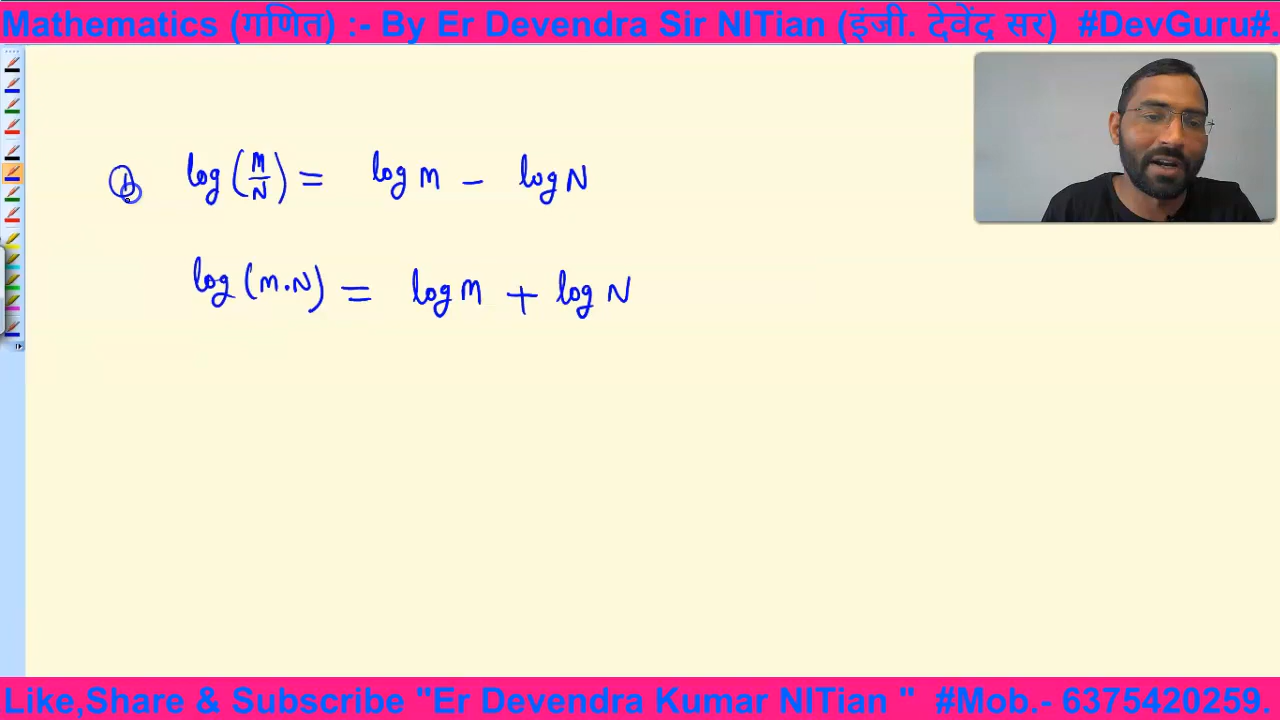 Mathematics (गणित) :- By Er Devendra Sir NITian (इंजी. देवेंद्र सर) #DevGuru#.
log (M/N) = log M - log N
log (M.N) = log M + log N
Like,Share & Subscribe "Er Devendra Kumar NITian " #Mob.- 6375420259.